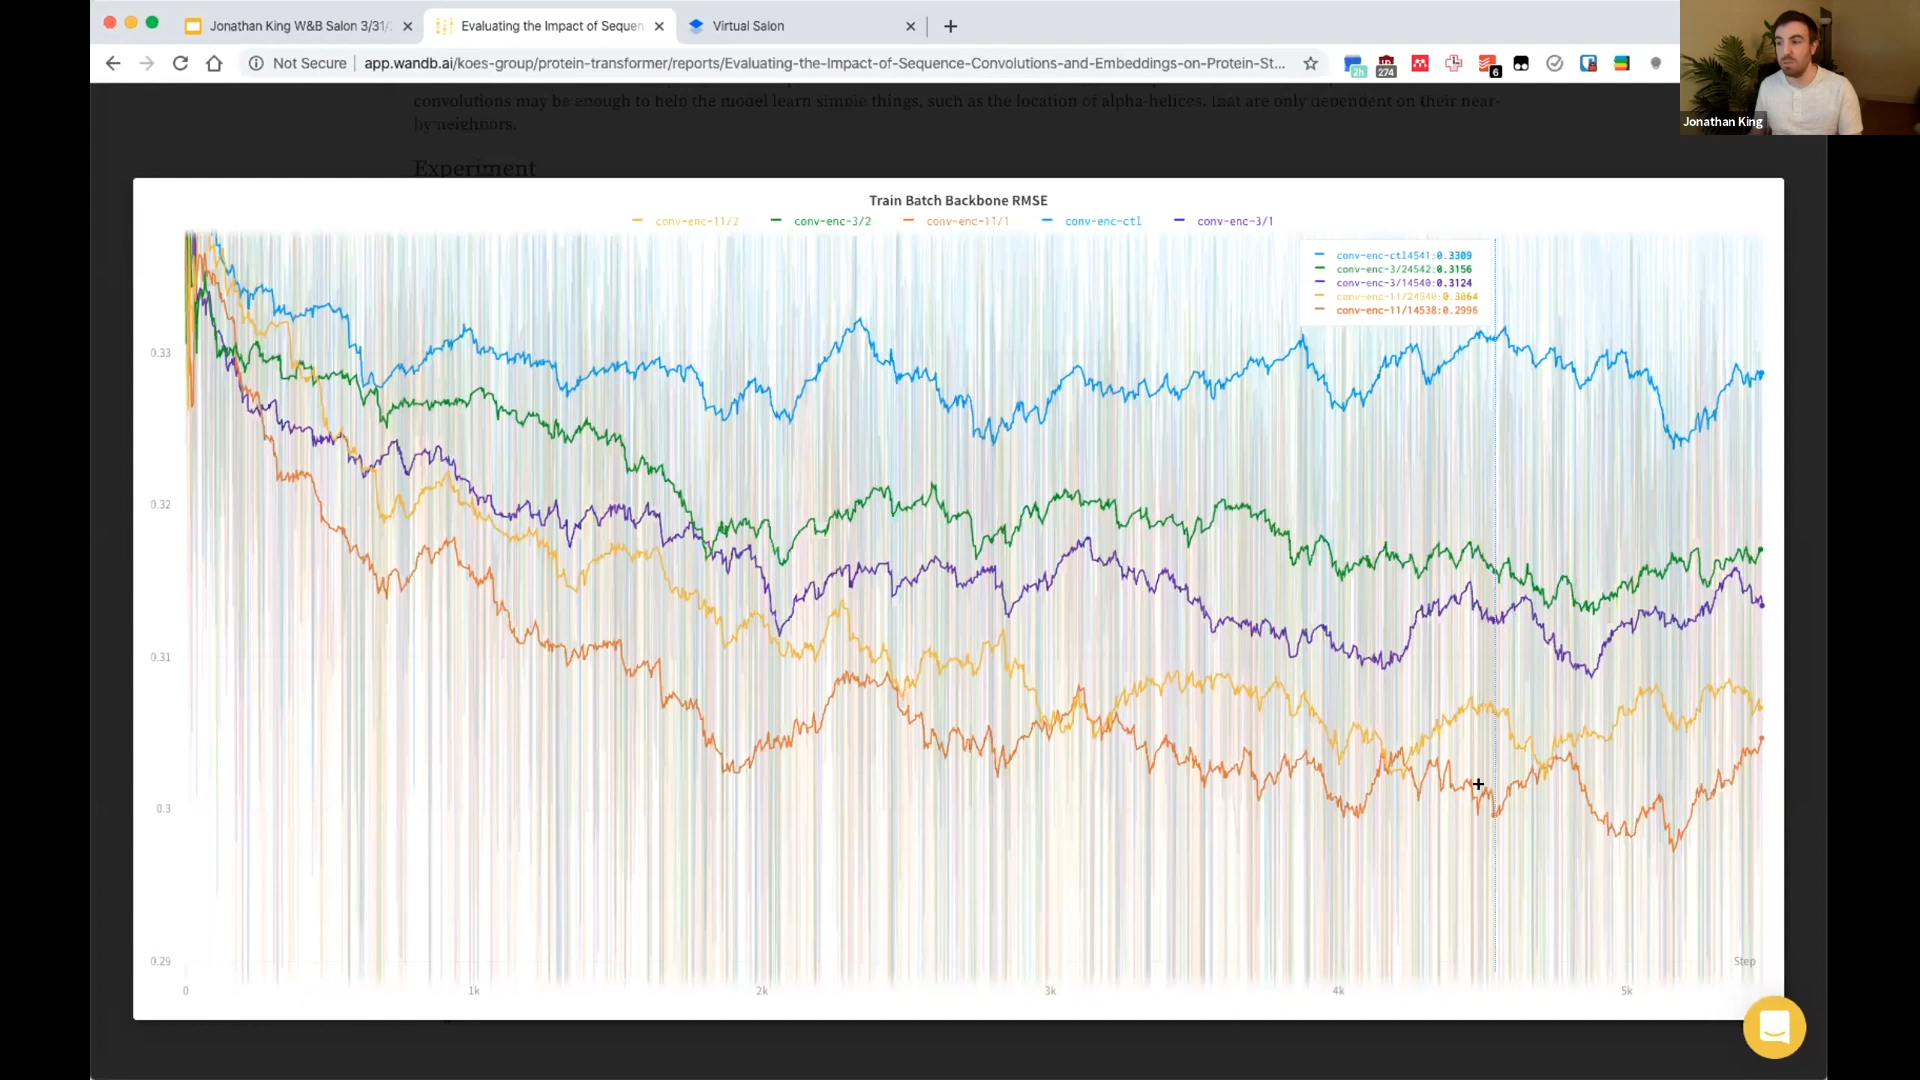 Jonathan King W&B Salon 3/31/
Evaluating the Impact of Sequen
Virtual Salon
Not Secure
app.wandb.ai/koes-group/protein-transformer/reports/Evaluating-the-Impact-of-Sequence-Convolutions-and-Embeddings-on-Protein-St...
2h
274
6
Jonathan King
convolutions may be enough to help the model learn simple things, such as the location of alpha-helices, that are only dependent on their near-
by neighbors.
Experiment
Train Batch Backbone RMSE
conv-enc-11/2 conv-enc-3/2 conv-enc-11/1 conv-enc-ctl conv-enc-3/1
conv-enc-ctl4541:0.3309
conv-enc-3/24542:0.3156
conv-enc-3/14540:0.3124
conv-enc-11/24540:0.3064
conv-enc-11/14538:0.2996
0.33
0.32
0.31
0.3
0.29
Step
0 1k 2k 3k 4k 5k